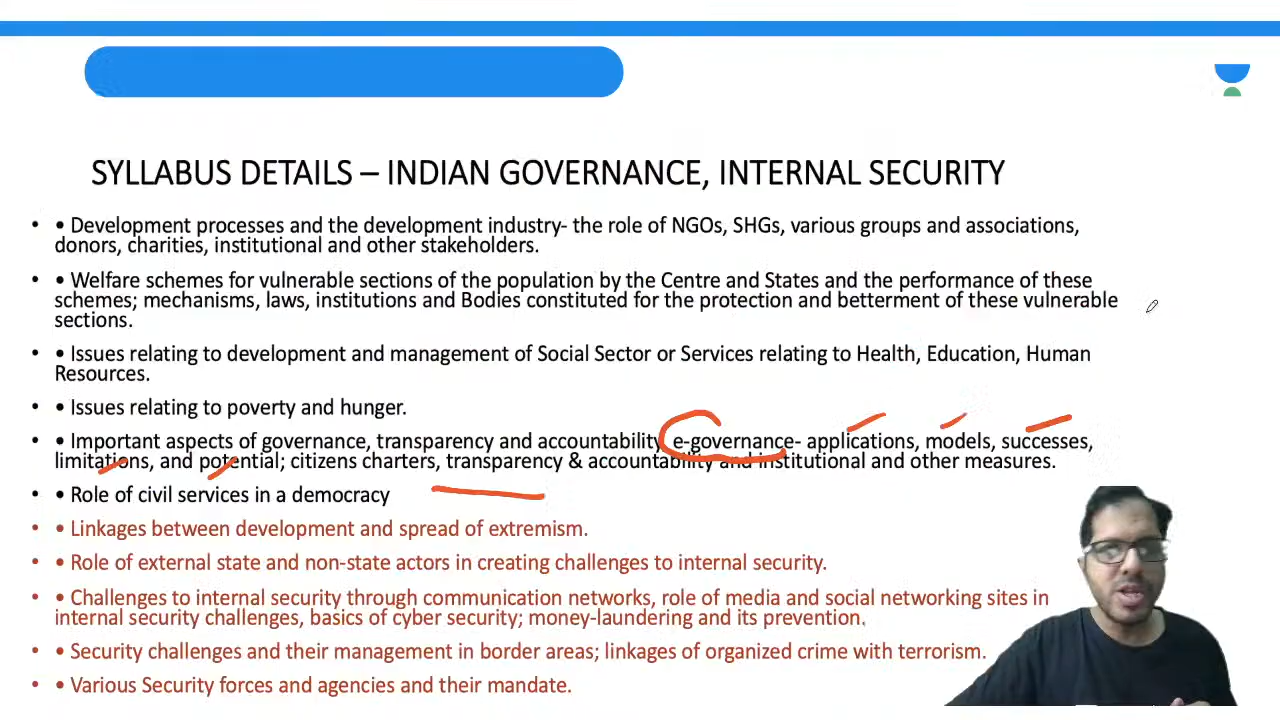 SYLLABUS DETAILS – INDIAN GOVERNANCE, INTERNAL SECURITY
• • Development processes and the development industry- the role of NGOs, SHGs, various groups and associations,
donors, charities, institutional and other stakeholders.
• • Welfare schemes for vulnerable sections of the population by the Centre and States and the performance of these
schemes; mechanisms, laws, institutions and Bodies constituted for the protection and betterment of these vulnerable
sections.
• • Issues relating to development and management of Social Sector or Services relating to Health, Education, Human
Resources.
• • Issues relating to poverty and hunger.
• • Important aspects of governance, transparency and accountability, e-governance- applications, models, successes,
limitations, and potential; citizens charters, transparency & accountability and institutional and other measures.
• • Role of civil services in a democracy
• • Linkages between development and spread of extremism.
• • Role of external state and non-state actors in creating challenges to internal security.
• • Challenges to internal security through communication networks, role of media and social networking sites in
internal security challenges, basics of cyber security; money-laundering and its prevention.
• • Security challenges and their management in border areas; linkages of organized crime with terrorism.
• • Various Security forces and agencies and their mandate.